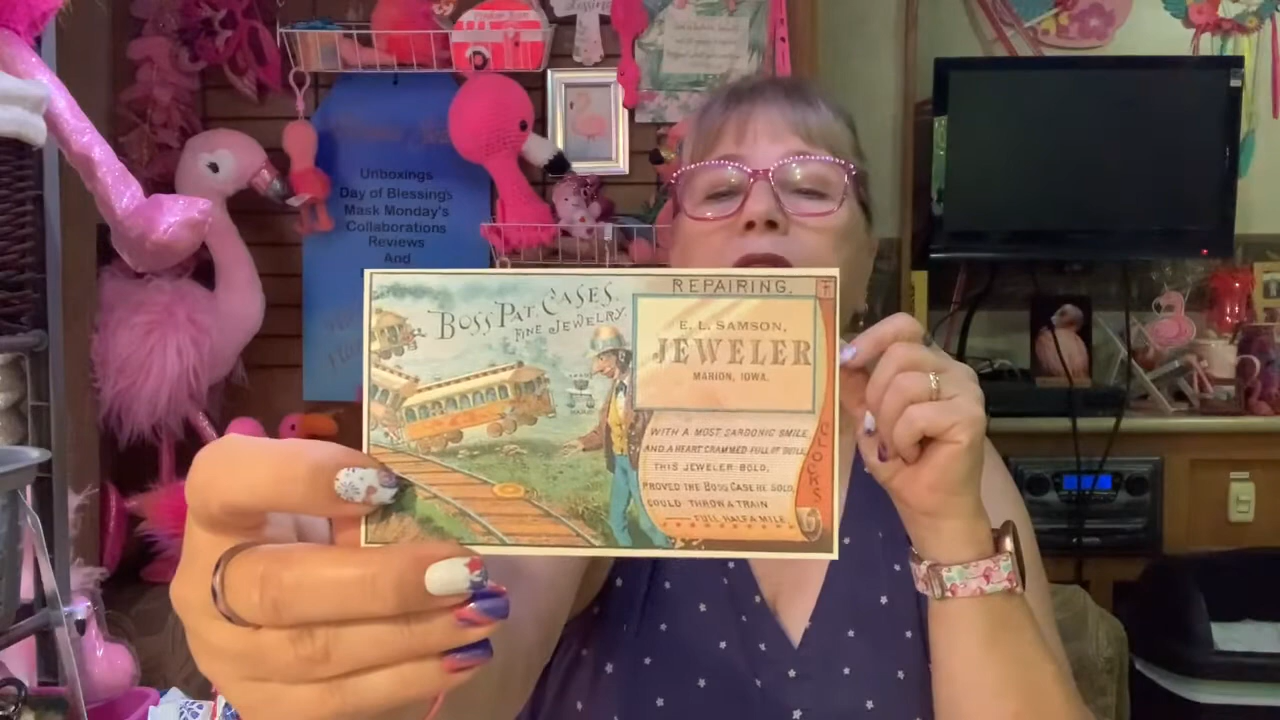 Unboxings
Day of Blessing's
Mask Monday's
Collaborations
Reviews
And
BOSS PAT. CASES.
FINE JEWELRY.
REPAIRING.
E. L. SAMSON,
JEWELER
MARION, IOWA.
WITH A MOST SARDONIC SMILE
AND A HEART CRAMMED FULL OF GUILE,
THIS JEWELER BOLD,
PROVED THE BOSS CASE HE SOLD,
COULD THROW A TRAIN
FULL HALF A MILE.
CLOCKS